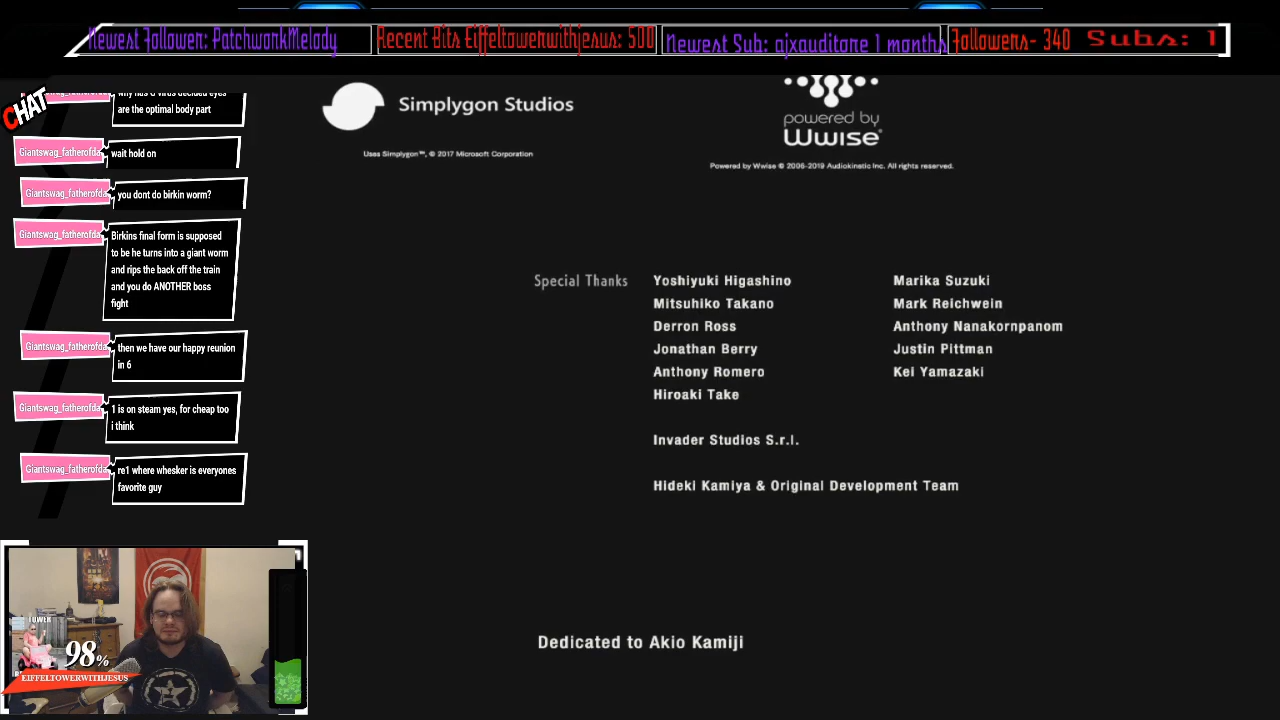 Newest Follower: PatchworkMelody
Recent Bits Eiffeltowerwithjesus: 500
Newest Sub: ajxauditore 1 months
Followers- 340
Subs: 1
CHAT
are the optimal body part
Giantswag_fatherofda
wait hold on
Giantswag_fatherofda
you dont do birkin worm?
Giantswag_fatherofda
Birkins final form is supposed
to be he turns into a giant worm
and rips the back off the train
and you do ANOTHER boss
fight
Giantswag_fatherofda
then we have our happy reunion
in 6
Giantswag_fatherofda
1 is on steam yes, for cheap too
i think
Giantswag_fatherofda
re1 where whesker is everyones
favorite guy
Simplygon Studios
Uses Simplygon™, © 2017 Microsoft Corporation
powered by
Wwise
Powered by Wwise © 2006-2019 Audiokinetic Inc. All rights reserved.
Special Thanks
Yoshiyuki Higashino
Marika Suzuki
Mitsuhiko Takano
Mark Reichwein
Derron Ross
Anthony Nanakornpanom
Jonathan Berry
Justin Pittman
Anthony Romero
Kei Yamazaki
Hiroaki Take
Invader Studios S.r.l.
Hideki Kamiya & Original Development Team
Dedicated to Akio Kamiji
TOWER
98%
EIFFELTOWERWITHJESUS